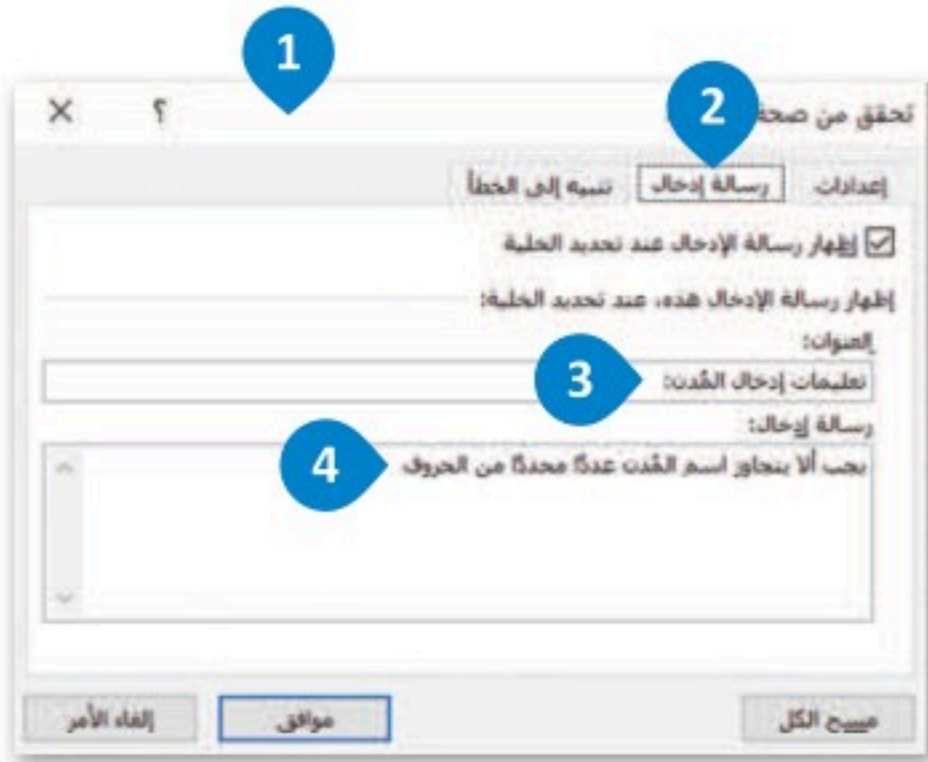 1
2
تحقق من صحة
إعدادات
رسالة إدخال
تنبيه إلى الخطأ
إظهار رسالة الإدخال عند تحديد الخلية
إظهار رسالة الإدخال هذه، عند تحديد الخلية:
العنوان:
تعليمات إدخال المُدن:
3
رسالة إدخال:
يجب ألا يتجاوز اسم المُدن عددًا محددًا من الحروف
4
مسح الكل
موافق
إلغاء الأمر